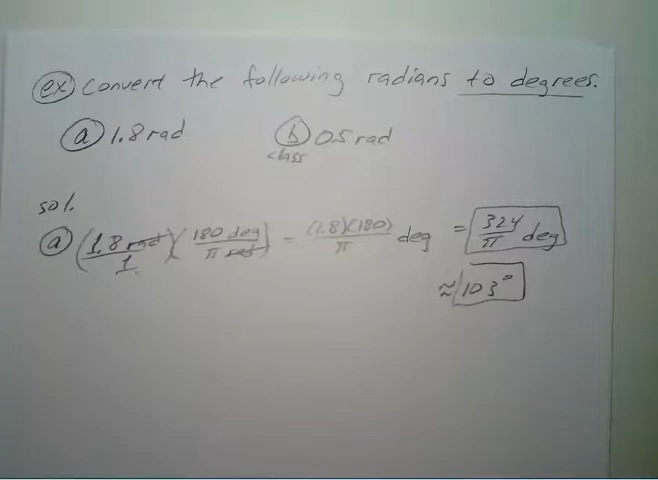 ex convert the following radians to degrees.
a 1.8 rad b 0.5 rad
class
sol.
a (1.8 rad / 1)(180 deg / π rad) = (1.8)(180) / π deg = 324 / π deg
≈ 103°